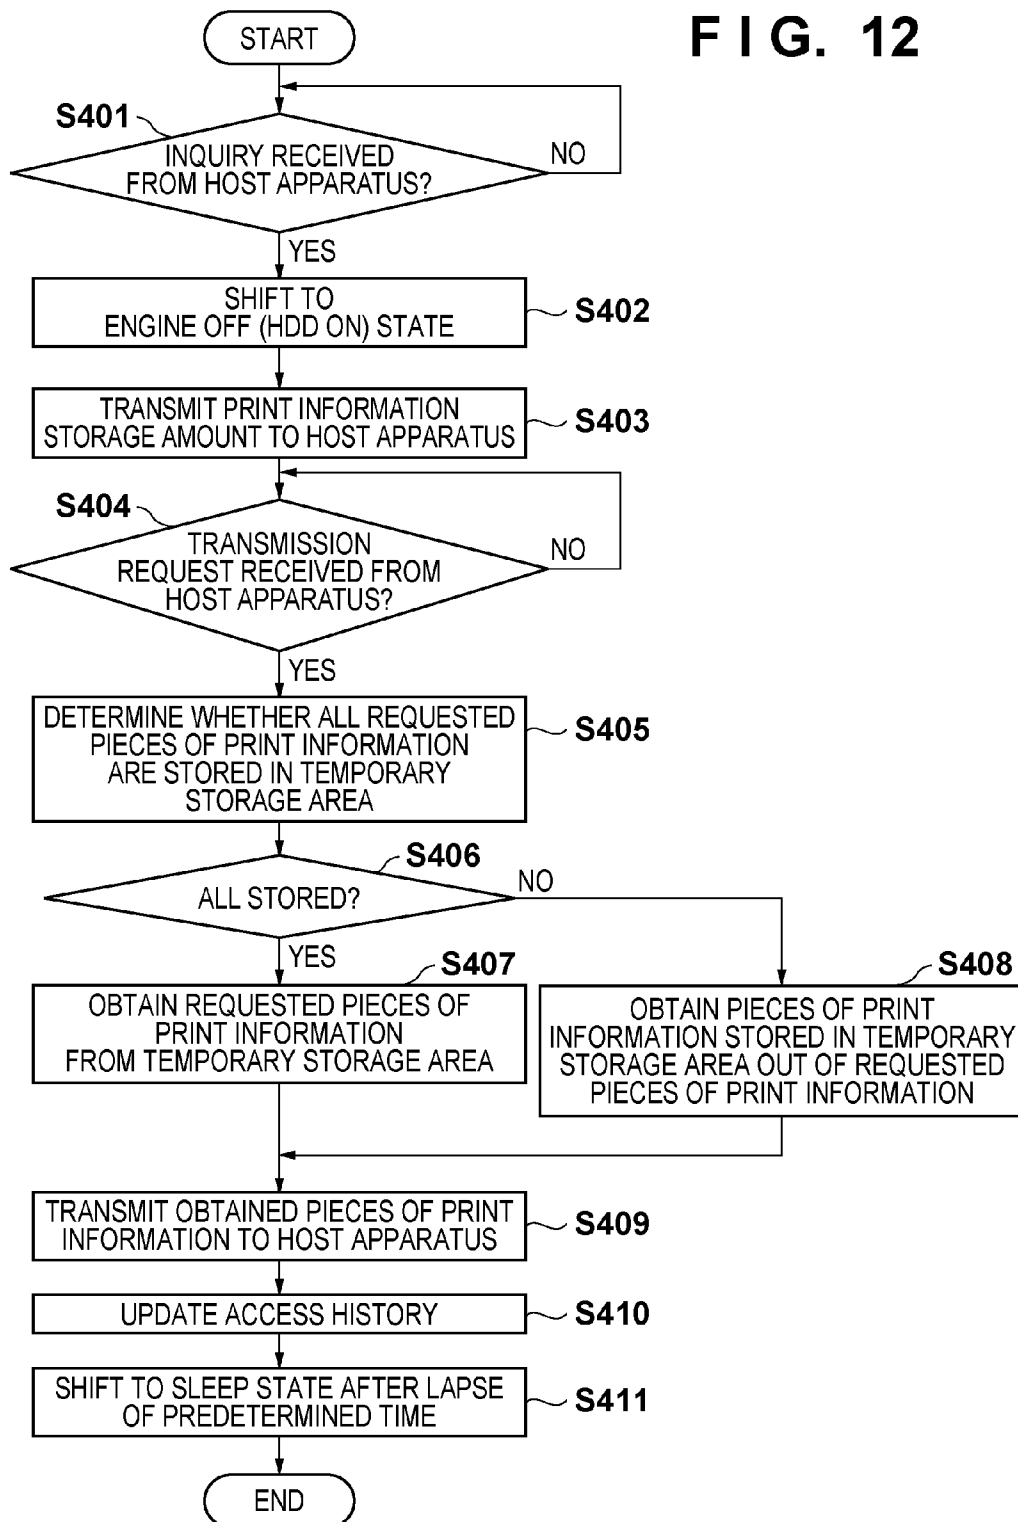 FIG. 12
START
S401
INQUIRY RECEIVED
FROM HOST APPARATUS?
NO
YES
SHIFT TO
ENGINE OFF (HDD ON) STATE
S402
TRANSMIT PRINT INFORMATION
STORAGE AMOUNT TO HOST APPARATUS
S403
S404
TRANSMISSION
REQUEST RECEIVED FROM
HOST APPARATUS?
NO
YES
DETERMINE WHETHER ALL REQUESTED
PIECES OF PRINT INFORMATION
ARE STORED IN TEMPORARY
STORAGE AREA
S405
S406
ALL STORED?
NO
YES
S407
OBTAIN REQUESTED PIECES OF
PRINT INFORMATION
FROM TEMPORARY STORAGE AREA
S408
OBTAIN PIECES OF PRINT
INFORMATION STORED IN TEMPORARY
STORAGE AREA OUT OF REQUESTED
PIECES OF PRINT INFORMATION
TRANSMIT OBTAINED PIECES OF PRINT
INFORMATION TO HOST APPARATUS
S409
UPDATE ACCESS HISTORY
S410
SHIFT TO SLEEP STATE AFTER LAPSE
OF PREDETERMINED TIME
S411
END